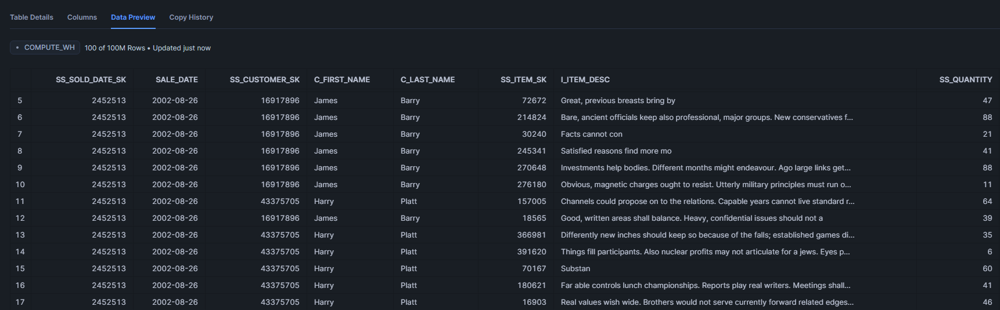 Table Details Columns Data Preview Copy History
• COMPUTE_WH 100 of 100M Rows • Updated just now
SS_SOLD_DATE_SK SALE_DATE SS_CUSTOMER_SK C_FIRST_NAME C_LAST_NAME SS_ITEM_SK I_ITEM_DESC SS_QUANTITY
5 2452513 2002-08-26 16917896 James Barry 72672 Great, previous breasts bring by 47
6 2452513 2002-08-26 16917896 James Barry 214824 Bare, ancient officials keep also professional, major groups. New conservatives f... 88
7 2452513 2002-08-26 16917896 James Barry 30240 Facts cannot con 21
8 2452513 2002-08-26 16917896 James Barry 245341 Satisfied reasons find more mo 41
9 2452513 2002-08-26 16917896 James Barry 270648 Investments help bodies. Different months might endeavour. Ago large links get... 88
10 2452513 2002-08-26 16917896 James Barry 276180 Obvious, magnetic charges ought to resist. Utterly military principles must run o... 11
11 2452513 2002-08-26 43375705 Harry Platt 157005 Channels could propose on to the relations. Capable years cannot live standard r... 64
12 2452513 2002-08-26 16917896 James Barry 18565 Good, written areas shall balance. Heavy, confidential issues should not a 39
13 2452513 2002-08-26 43375705 Harry Platt 366981 Differently new inches should keep so because of the falls; established games di... 35
14 2452513 2002-08-26 43375705 Harry Platt 391620 Things fill participants. Also nuclear profits may not articulate for a jews. Eyes p... 6
15 2452513 2002-08-26 43375705 Harry Platt 70167 Substan 60
16 2452513 2002-08-26 43375705 Harry Platt 180621 Far able controls lunch championships. Reports play real writers. Meetings shall... 41
17 2452513 2002-08-26 43375705 Harry Platt 16903 Real values wish wide. Brothers would not serve currently forward related edges... 46